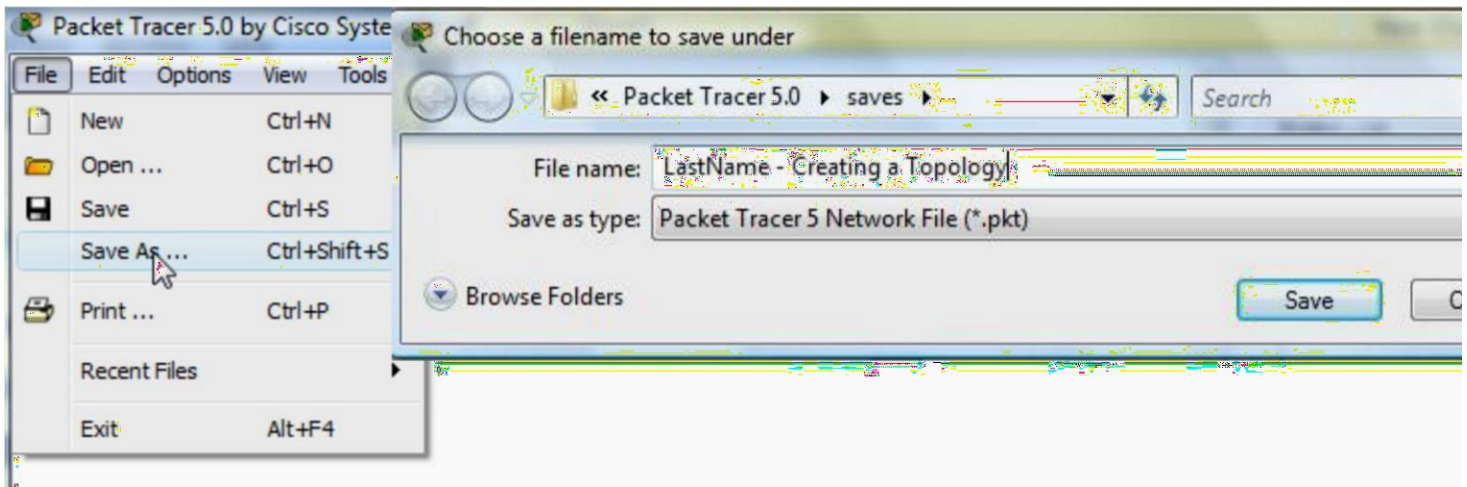 Packet Tracer 5.0 by Cisco Syste
File Edit Options View Tools
New Ctrl+N
Open ... Ctrl+O
Save Ctrl+S
Save As ... Ctrl+Shift+S
Print ... Ctrl+P
Recent Files
Exit Alt+F4
Choose a filename to save under
« Packet Tracer 5.0 saves
Search
File name: LastName - Creating a Topology
Save as type: Packet Tracer 5 Network File (*.pkt)
Browse Folders
Save